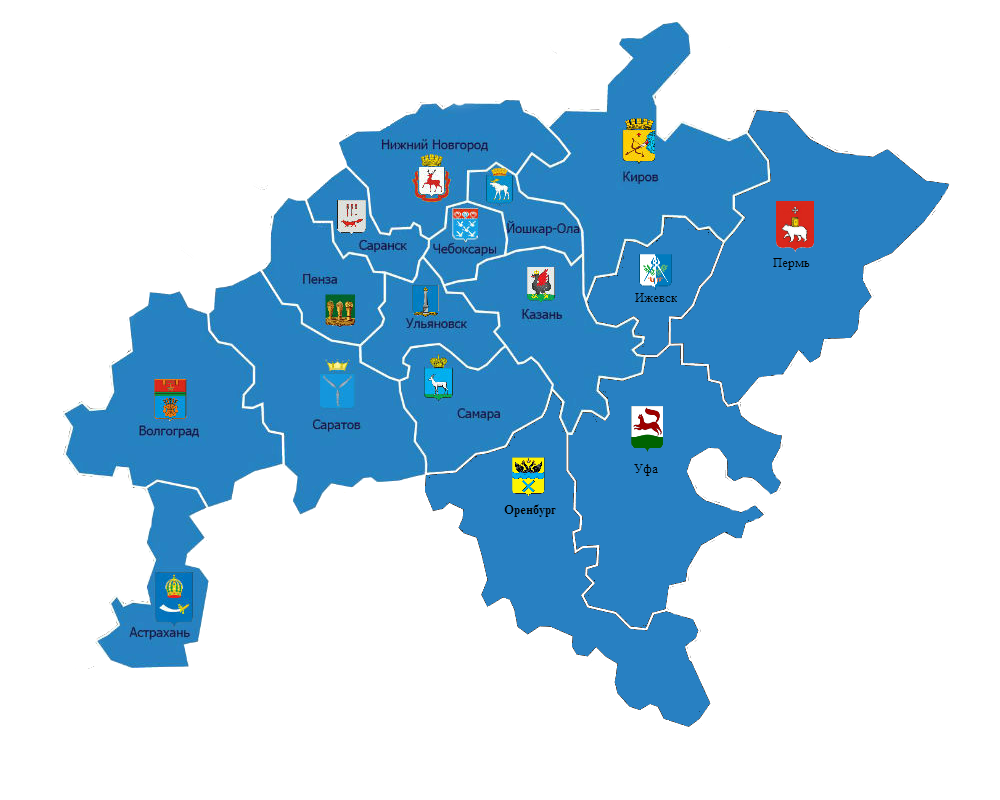 Нижний Новгород
Киров
Йошкар-Ола
Саранск
Чебоксары
Пермь
Пенза
Ижевск
Казань
Ульяновск
Самара
Саратов
Волгоград
Уфа
Оренбург
Астрахань